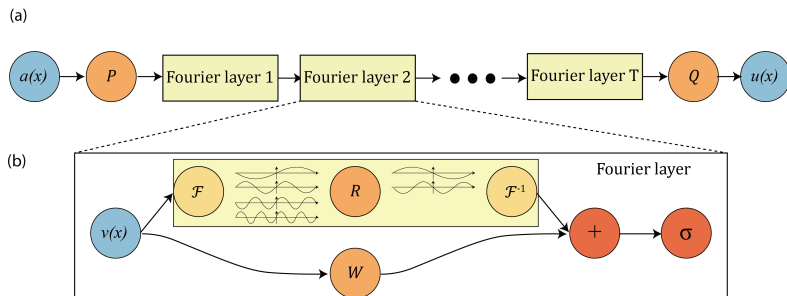 (a)
a(x) P Fourier layer 1 Fourier layer 2 ● ● ● Fourier layer T Q u(x)
(b)
Fourier layer
ℱ R ℱ⁻¹
v(x) + σ
W